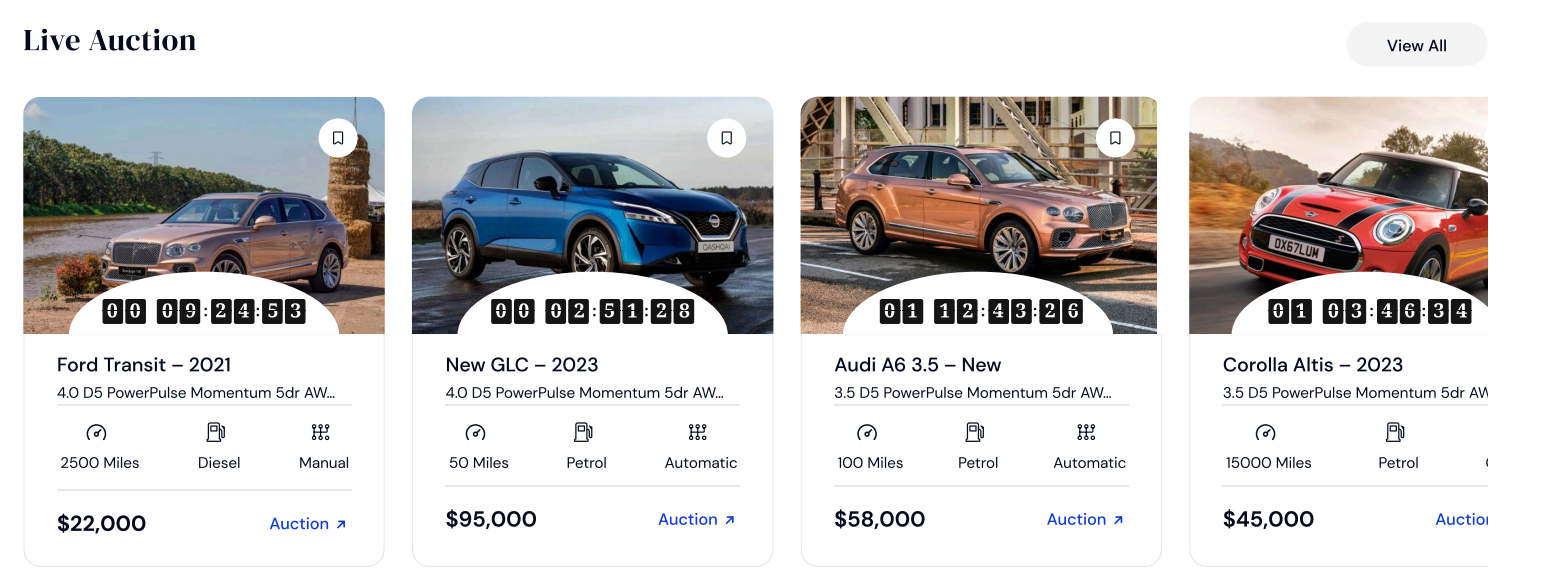 Live Auction
View All
QASHQAI
OX67LUM
00 09:24:53
00 02:51:28
01 12:43:26
01 03:46:34
Ford Transit – 2021
New GLC – 2023
Audi A6 3.5 – New
Corolla Altis – 2023
4.0 D5 PowerPulse Momentum 5dr AW...
4.0 D5 PowerPulse Momentum 5dr AW...
3.5 D5 PowerPulse Momentum 5dr AW...
3.5 D5 PowerPulse Momentum 5dr AW
2500 Miles Diesel Manual
50 Miles Petrol Automatic
100 Miles Petrol Automatic
15000 Miles Petrol
$22,000 Auction
$95,000 Auction
$58,000 Auction
$45,000 Auction